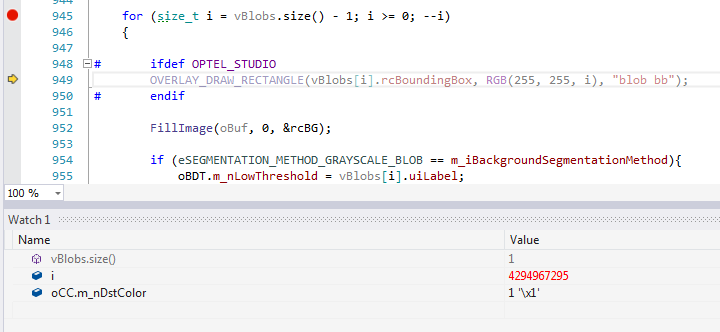 944
945 for (size_t i = vBlobs.size() - 1; i >= 0; --i)
946 {
947
948 # ifdef OPTEL_STUDIO
949 OVERLAY_DRAW_RECTANGLE(vBlobs[i].rcBoundingBox, RGB(255, 255, i), "blob bb");
950 # endif
951
952 FillImage(oBuf, 0, &rcBG);
953
954 if (eSEGMENTATION_METHOD_GRAYSCALE_BLOB == m_iBackgroundSegmentationMethod){
955 oBDT.m_nLowThreshold = vBlobs[i].uiLabel;
100 %
Watch 1
Name Value
vBlobs.size() 1
i 4294967295
oCC.m_nDstColor 1 '\x1'